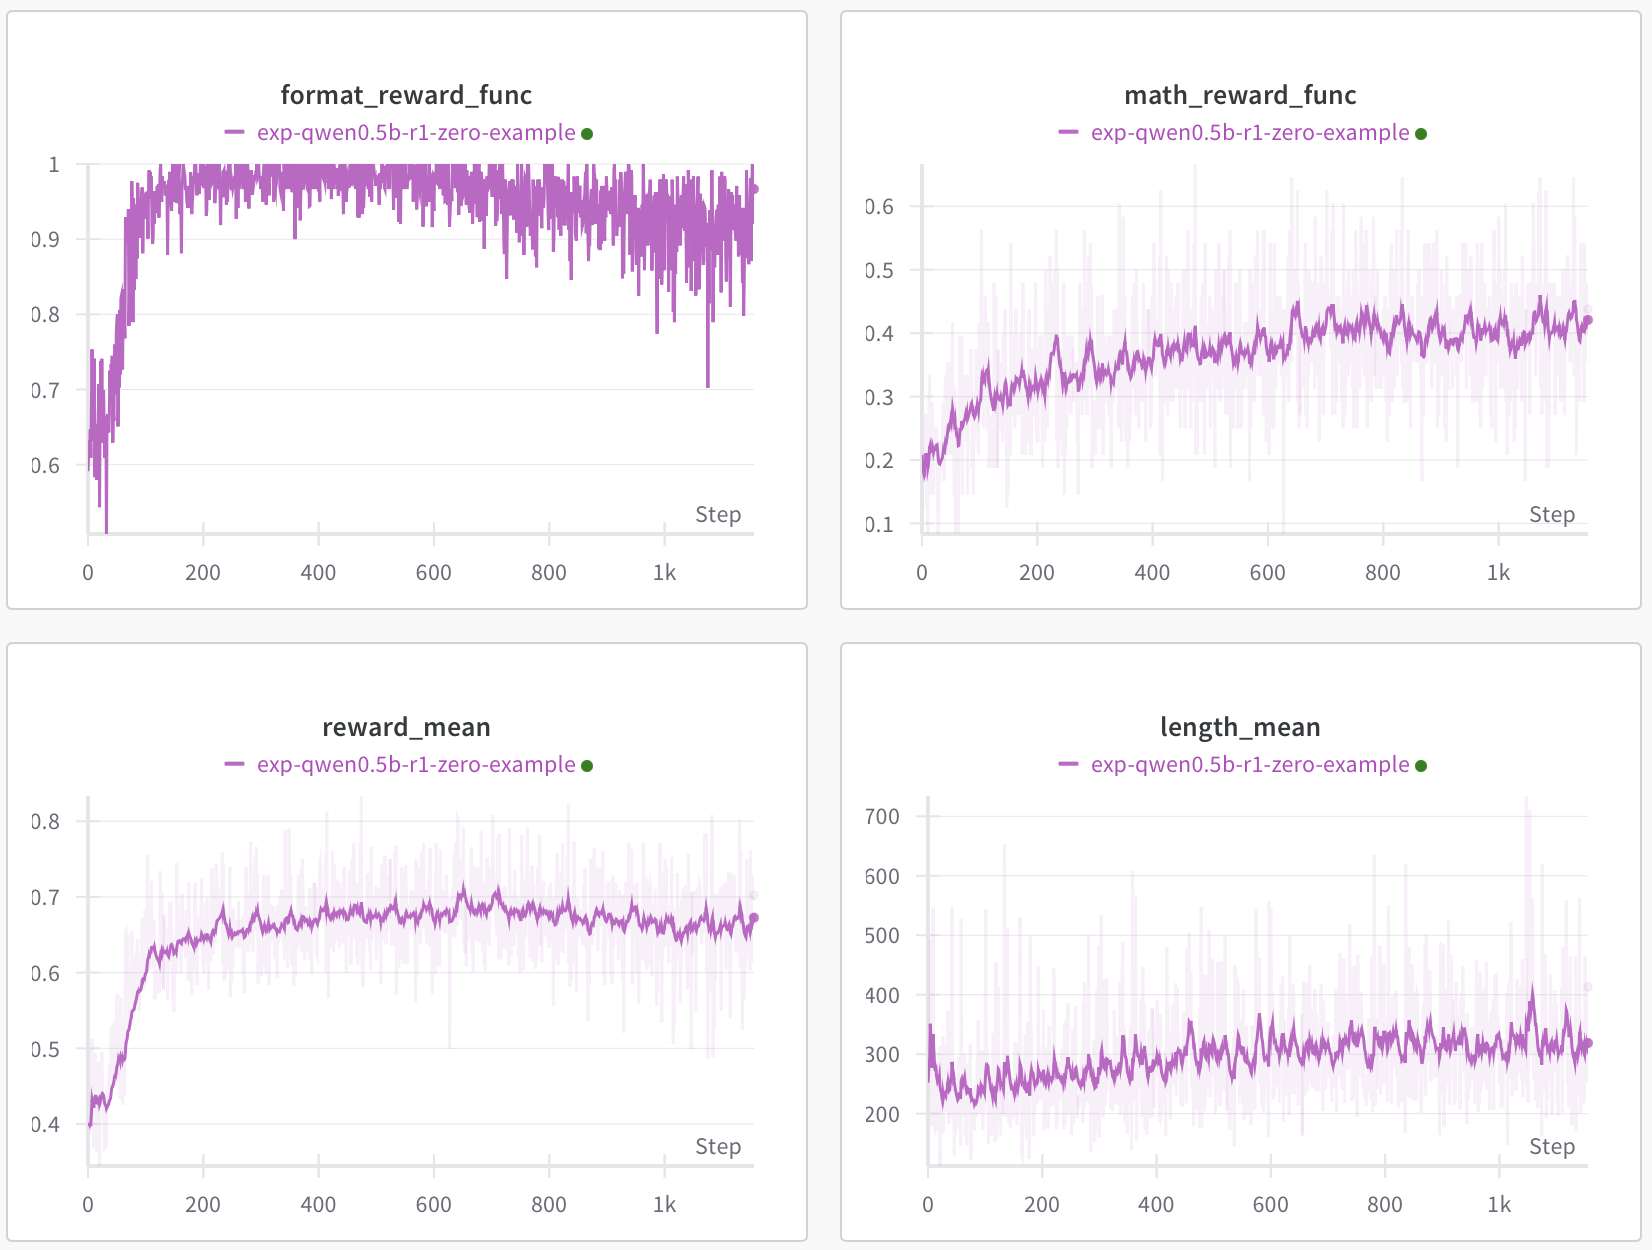 format_reward_func
exp-qwen0.5b-r1-zero-example
1
0.9
0.8
0.7
0.6
Step
0 200 400 600 800 1k
math_reward_func
exp-qwen0.5b-r1-zero-example
0.6
0.5
0.4
0.3
0.2
0.1
Step
0 200 400 600 800 1k
reward_mean
exp-qwen0.5b-r1-zero-example
0.8
0.7
0.6
0.5
0.4
Step
0 200 400 600 800 1k
length_mean
exp-qwen0.5b-r1-zero-example
700
600
500
400
300
200
Step
0 200 400 600 800 1k